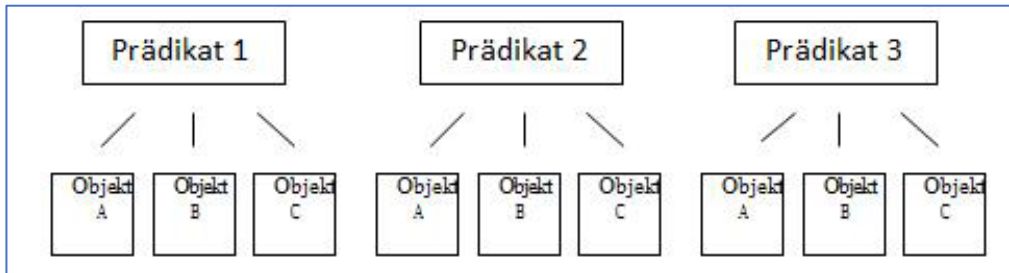 Prädikat 1 Prädikat 2 Prädikat 3
Objekt Objekt Objekt Objekt Objekt Objekt Objekt Objekt Objekt
A B C A B C A B C